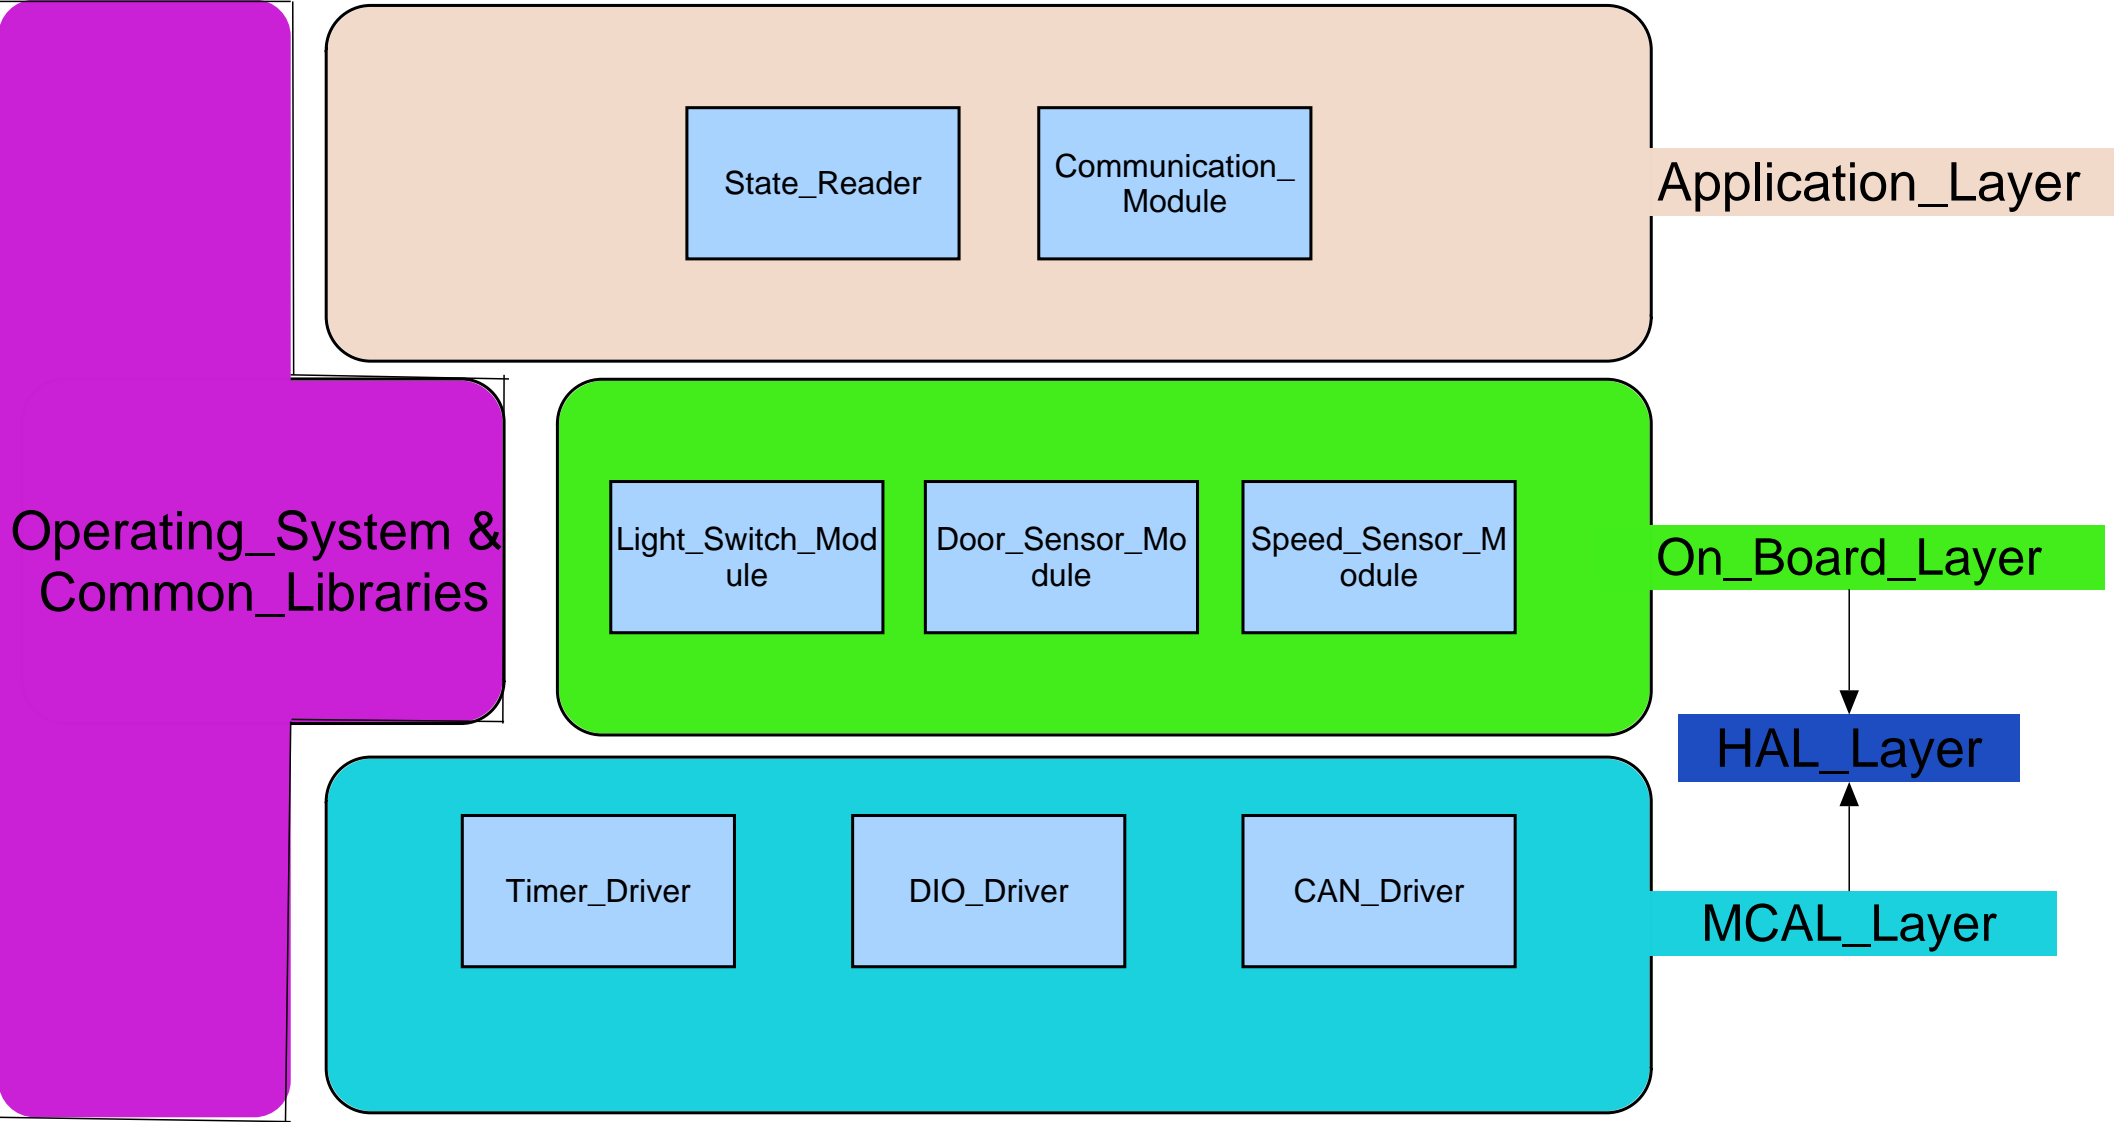 State_Reader
Communication_
Module
Application_Layer
Operating_System &
Common_Libraries
Light_Switch_Mod
ule
Door_Sensor_Mo
dule
Speed_Sensor_M
odule
On_Board_Layer
HAL_Layer
Timer_Driver
DIO_Driver
CAN_Driver
MCAL_Layer